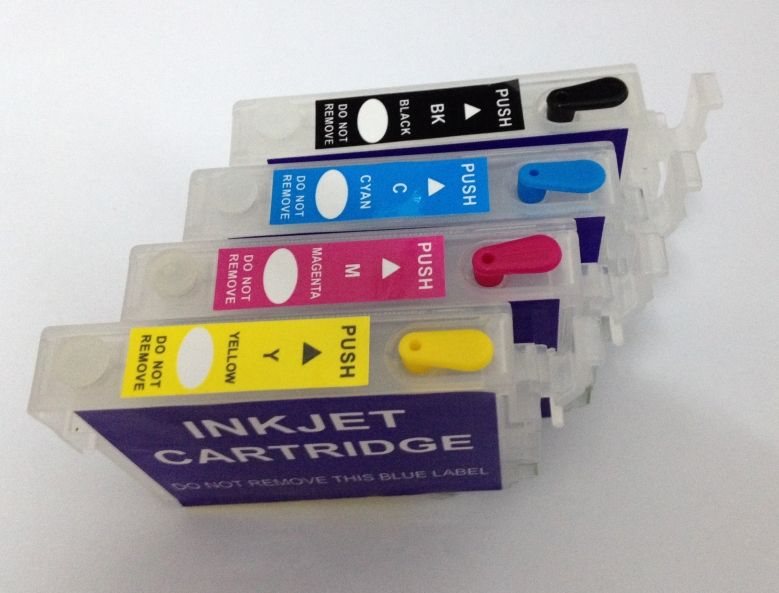 PUSH
BK
BLACK
DO NOT
REMOVE
PUSH
C
CYAN
DO NOT
REMOVE
PUSH
M
MAGENTA
DO NOT
REMOVE
PUSH
Y
YELLOW
DO NOT
REMOVE
INKJET
CARTRIDGE
DO NOT REMOVE THIS BLUE LABEL